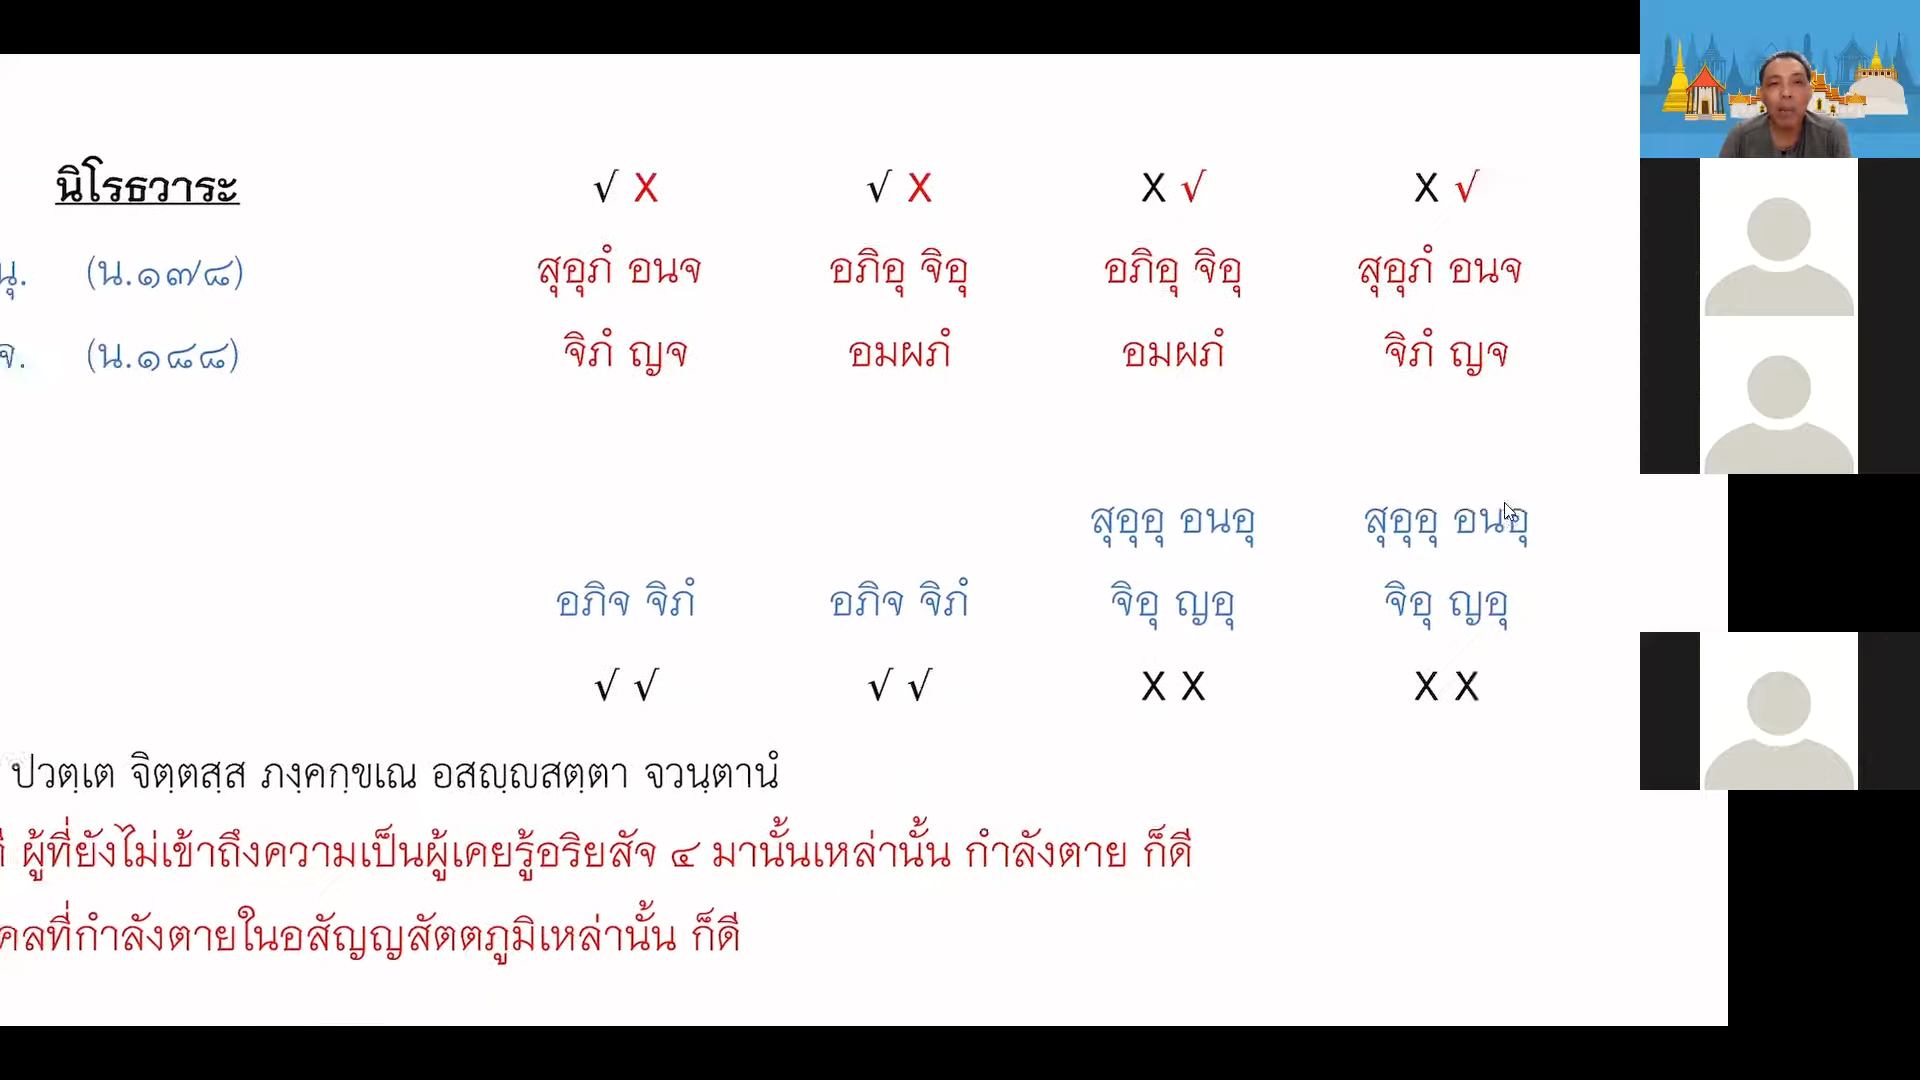 นิโรธวาระ √ X √ X X √ X √
นุ. (น.๑๗๘) สุอุภํ อนจ อภิอุ จิอุ อภิอุ จิอุ สุอุภํ อนจ
จ. (น.๑๘๘) จิภํ ญจ อมผภํ อมผภํ จิภํ ญจ
สุอุอุ อนอุ สุอุอุ อนอุ
อภิจ จิภํ อภิจ จิภํ จิอุ ญอุ จิอุ ญอุ
√ √ √ √ X X X X
ปวตฺเต จิตฺตสฺส ภงฺคกฺขเณ อสญฺญสตฺตา จวนฺตานํ
ผู้ที่ยังไม่เข้าถึงความเป็นผู้เคยรู้อริยสัจ ๔ มานั้นเหล่านั้น กำลังตาย ก็ดี
คลที่กำลังตายในอสัญญสัตตภูมิเหล่านั้น ก็ดี